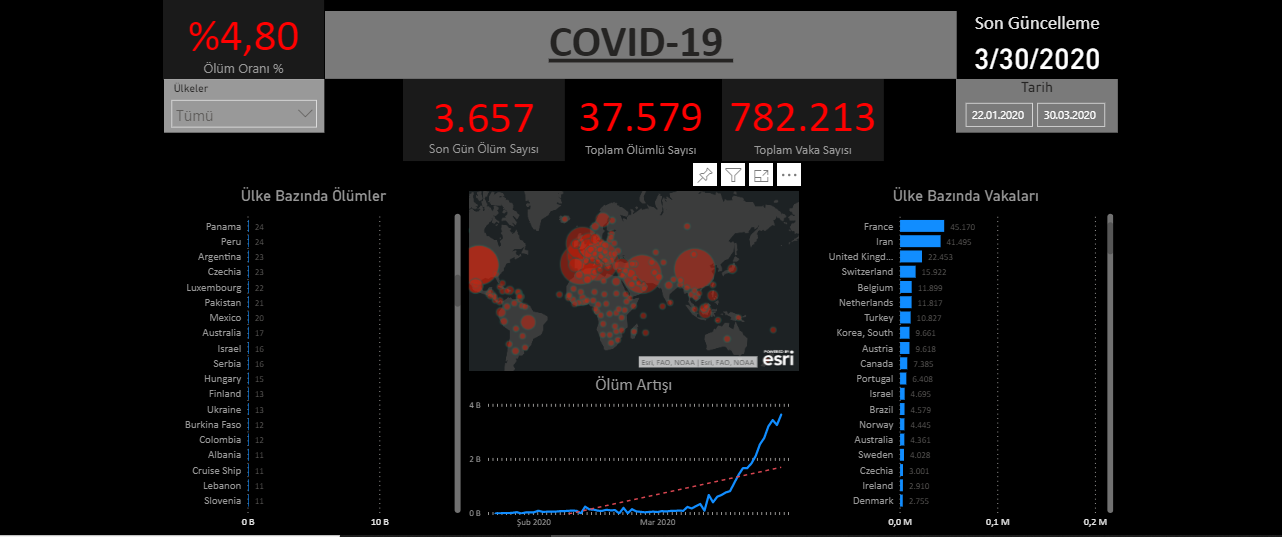 %4,80
Ölüm Oranı %
COVID-19
Son Güncelleme
3/30/2020
Ülkeler
Tümü
3.657
Son Gün Ölüm Sayısı
37.579
Toplam Ölümlü Sayısı
782.213
Toplam Vaka Sayısı
Tarih
22.01.2020
30.03.2020
Ülke Bazında Ölümler
Panama 24
Peru 24
Argentina 23
Czechia 23
Luxembourg 22
Pakistan 21
Mexico 20
Australia 17
Israel 16
Serbia 16
Hungary 15
Finland 13
Ukraine 13
Burkina Faso 12
Colombia 12
Albania 11
Cruise Ship 11
Lebanon 11
Slovenia 11
0 B 10 B
Esri, FAO, NOAA | Esri, FAO, NOAA
POWERED BY
esri
Ölüm Artışı
4 B
2 B
0 B
Şub 2020 Mar 2020
Ülke Bazında Vakaları
France 45.170
Iran 41.495
United Kingd... 22.453
Switzerland 15.922
Belgium 11.899
Netherlands 11.817
Turkey 10.827
Korea, South 9.661
Austria 9.618
Canada 7.385
Portugal 6.408
Israel 4.695
Brazil 4.579
Norway 4.445
Australia 4.361
Sweden 4.028
Czechia 3.001
Ireland 2.910
Denmark 2.755
0,0 M 0,1 M 0,2 M